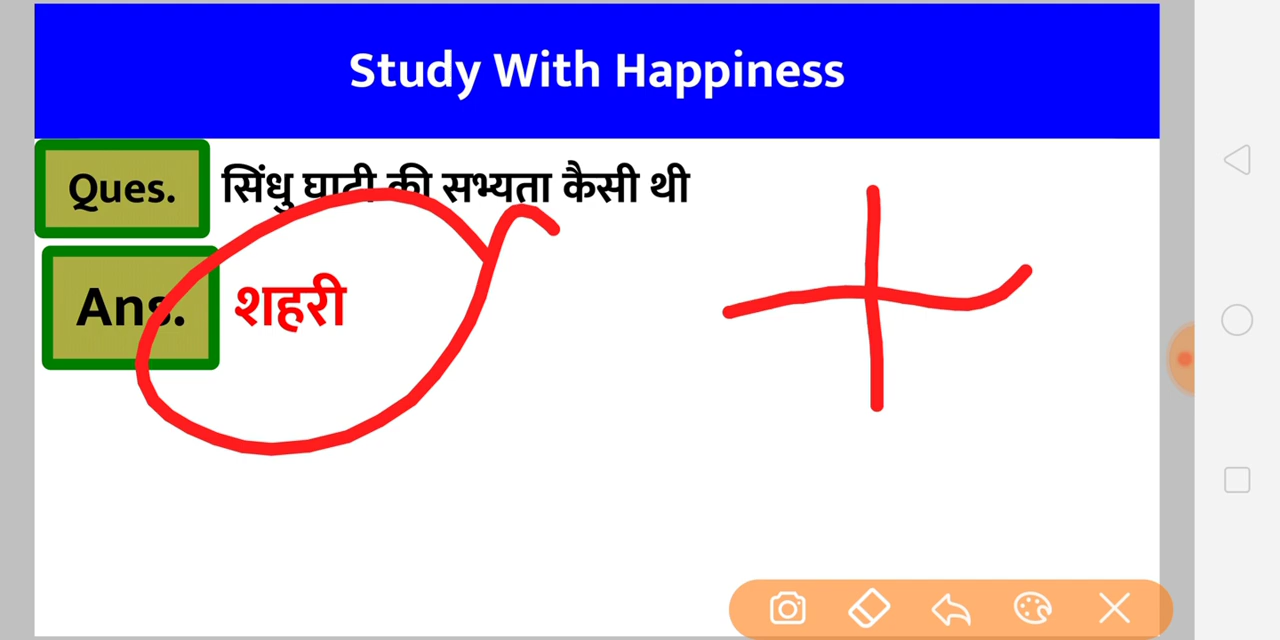 Study With Happiness
Ques. सिंधु घाटी की सभ्यता कैसी थी
Ans. शहरी